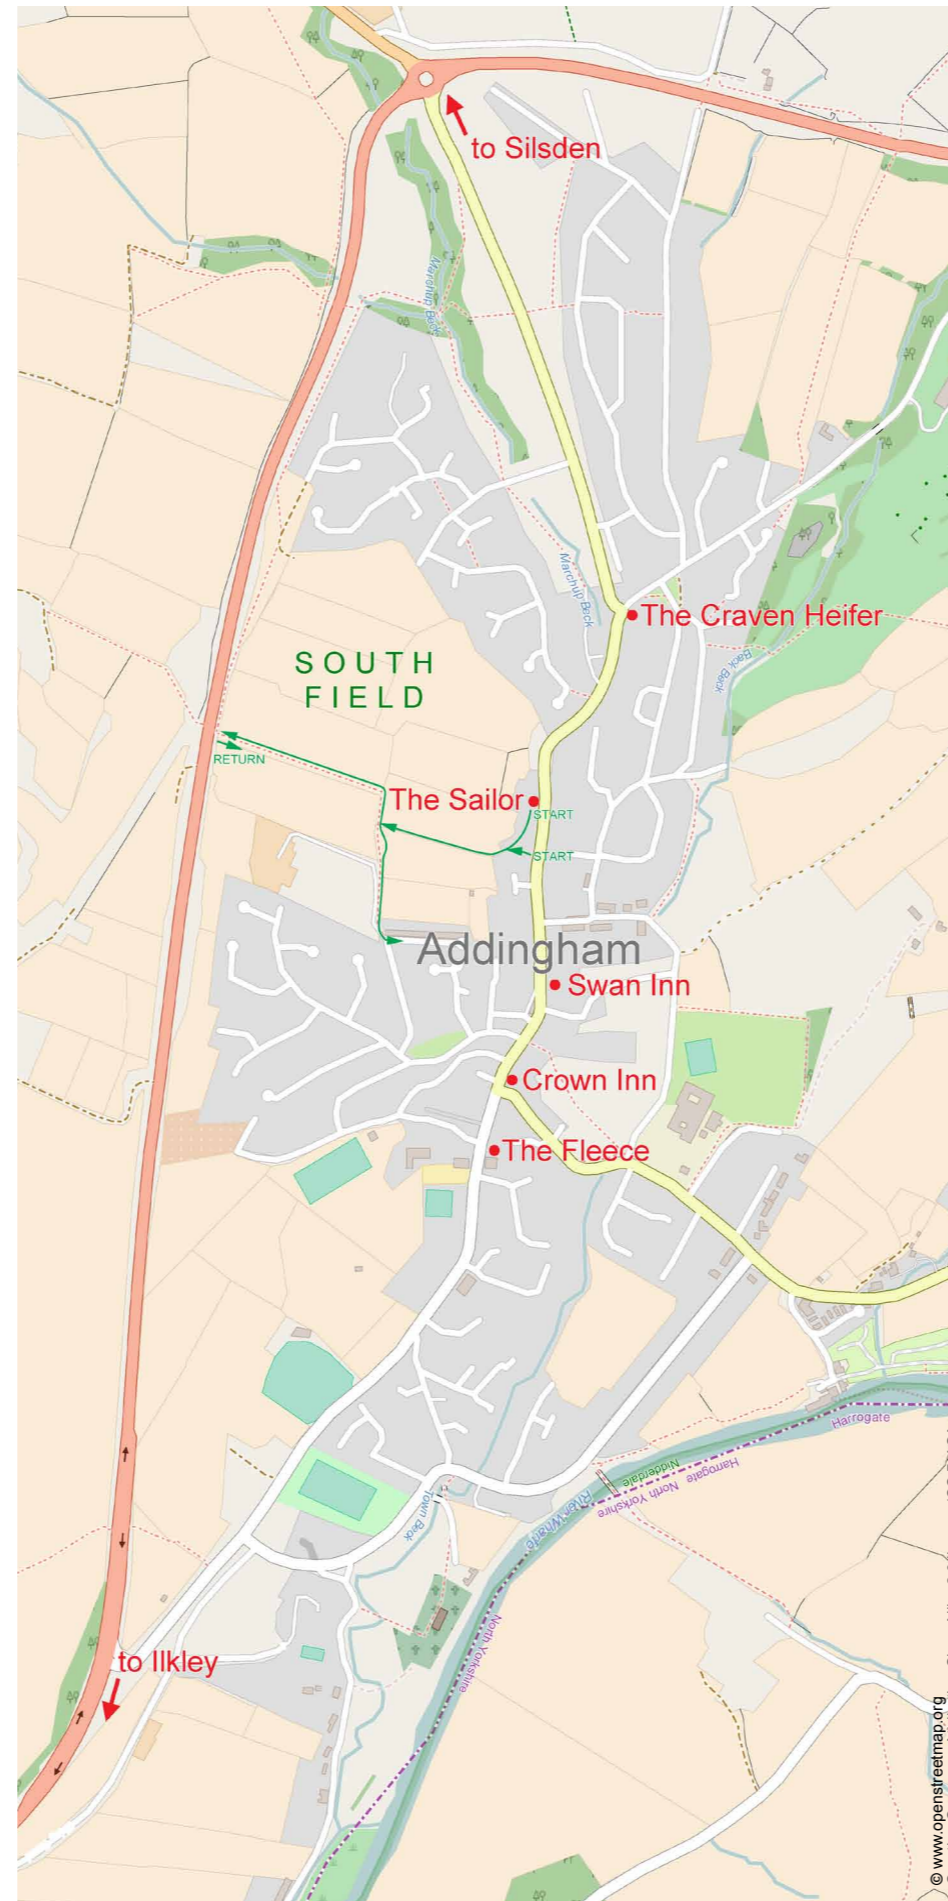 to Silsden
Marchup Beck
Marchup Beck
The Craven Heifer
Back Beck
SOUTH
FIELD
RETURN
The Sailor
START
START
Addingham
Swan Inn
Crown Inn
The Fleece
Harrogate
Harrogate
Nidderdale
North Yorkshire
River Wharfe
Town Beck
North Yorkshire
to Ilkley
© www.openstreetmap.org